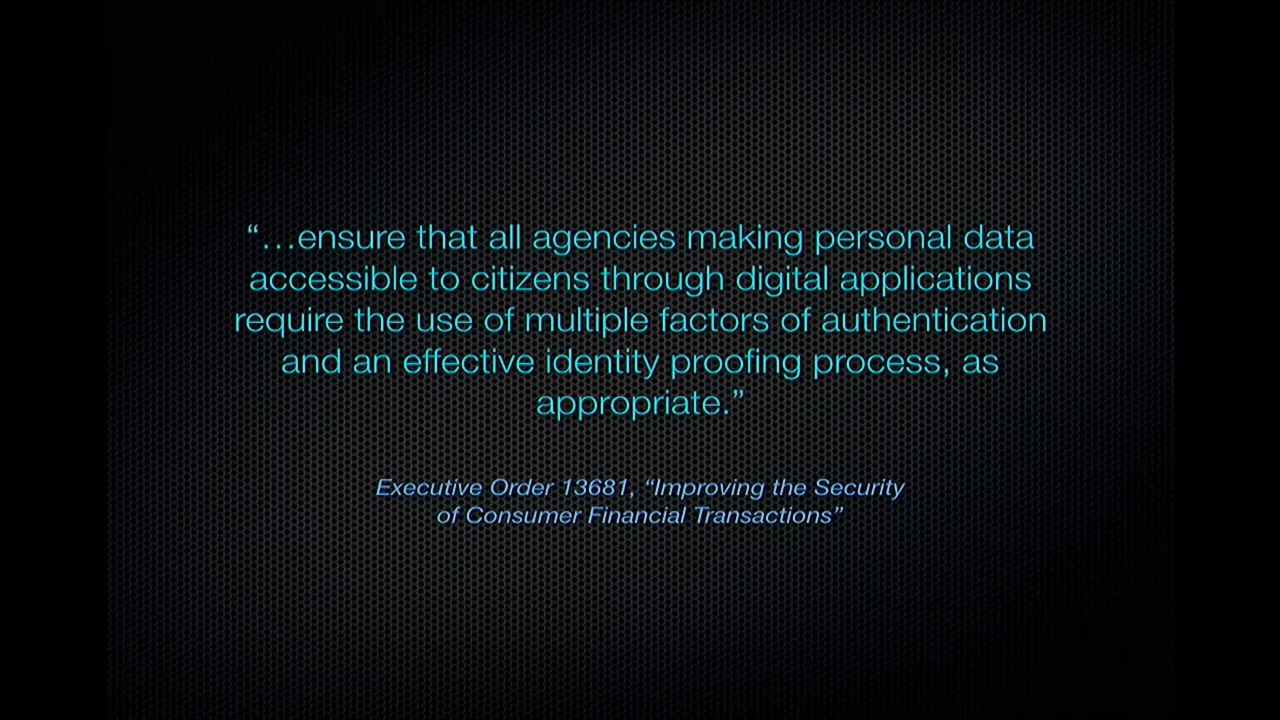 “…ensure that all agencies making personal data
accessible to citizens through digital applications
require the use of multiple factors of authentication
and an effective identity proofing process, as
appropriate.”
Executive Order 13681, “Improving the Security
of Consumer Financial Transactions”